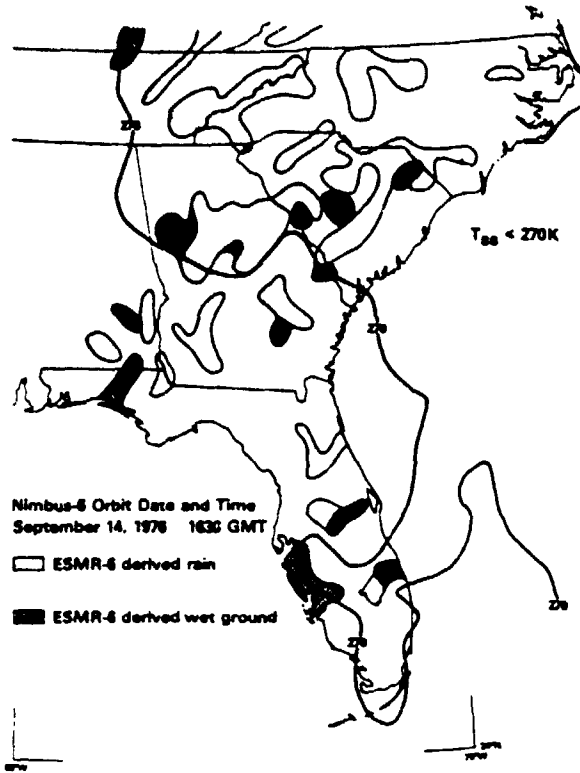 270
T88 < 270K
270
Nimbus-6 Orbit Date and Time
September 14, 1976 1630 GMT
ESMR-6 derived rain
ESMR-6 derived wet ground
270
270